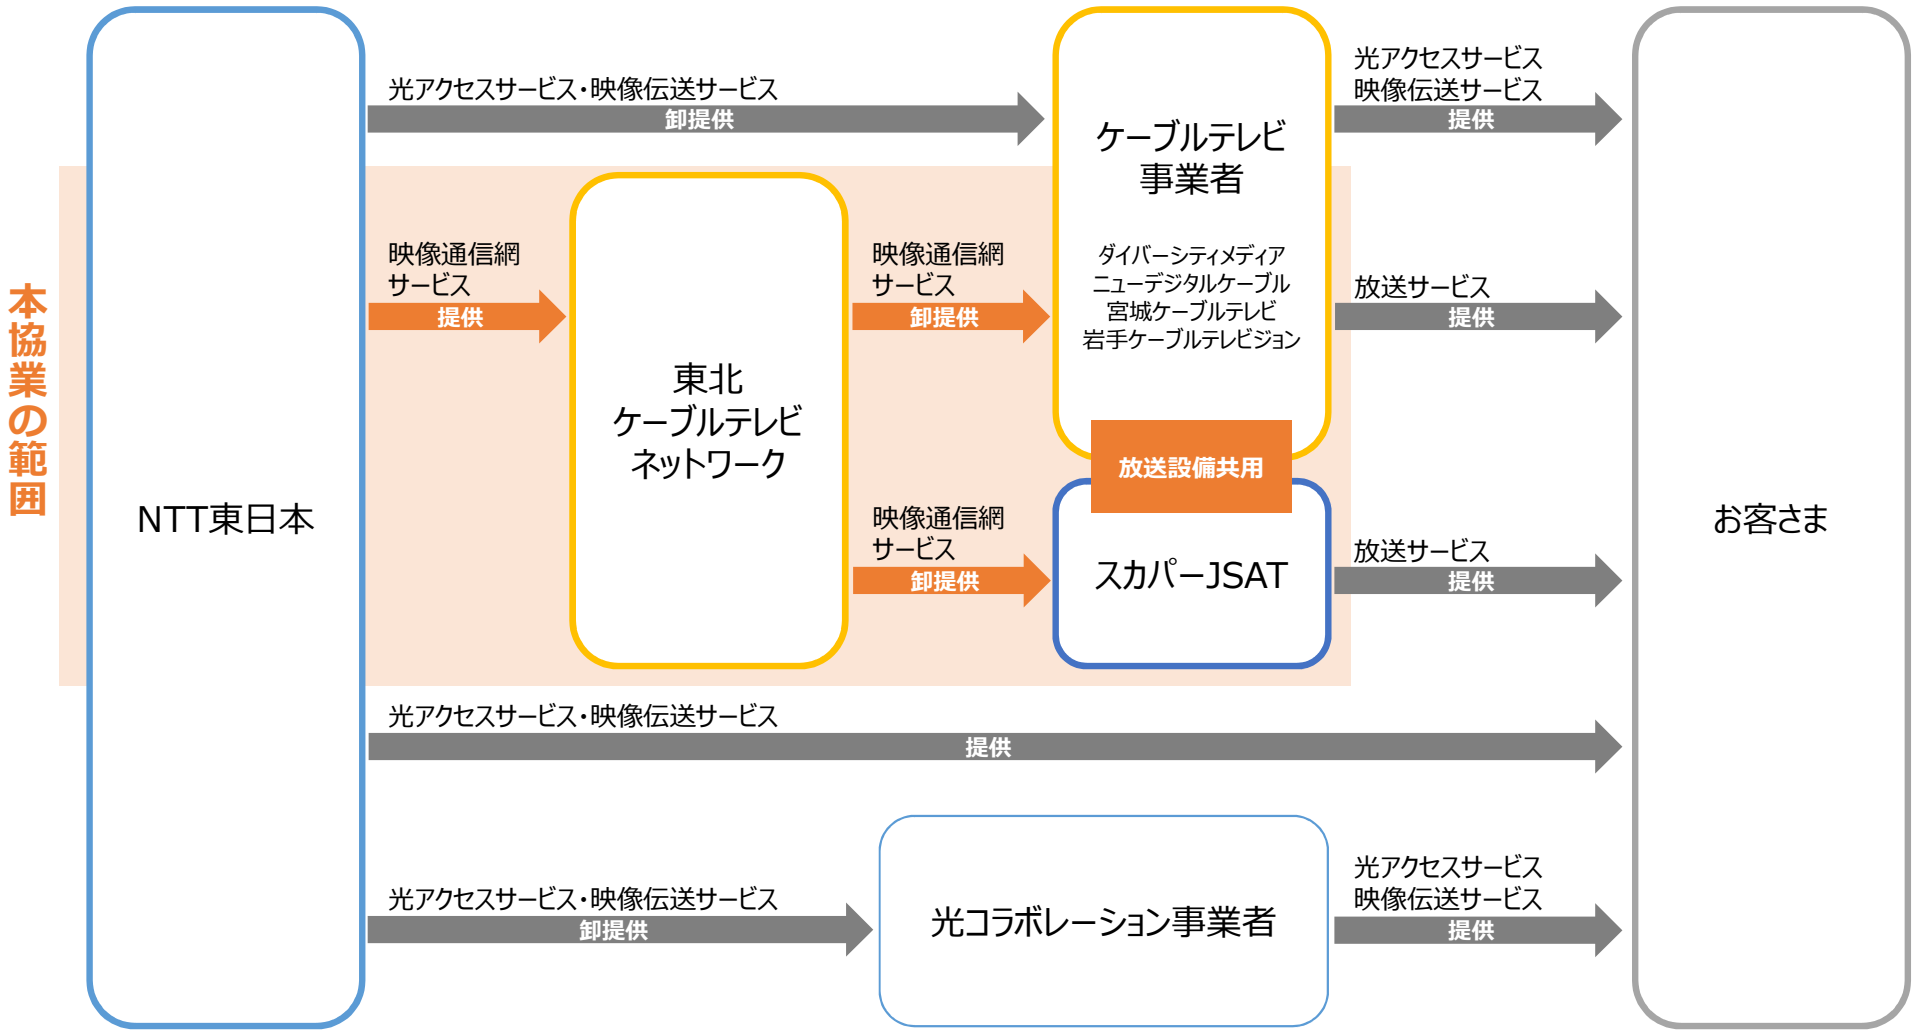 本協業の範囲
NTT東日本
光アクセスサービス・映像伝送サービス
卸提供
映像通信網
サービス
提供
東北
ケーブルテレビ
ネットワーク
映像通信網
サービス
卸提供
映像通信網
サービス
卸提供
ケーブルテレビ
事業者
ダイバーシティメディア
ニューデジタルケーブル
宮城ケーブルテレビ
岩手ケーブルテレビジョン
放送設備共用
スカパーJSAT
光アクセスサービス
映像伝送サービス
提供
放送サービス
提供
放送サービス
提供
お客さま
光アクセスサービス・映像伝送サービス
提供
光アクセスサービス・映像伝送サービス
卸提供
光コラボレーション事業者
光アクセスサービス
映像伝送サービス
提供